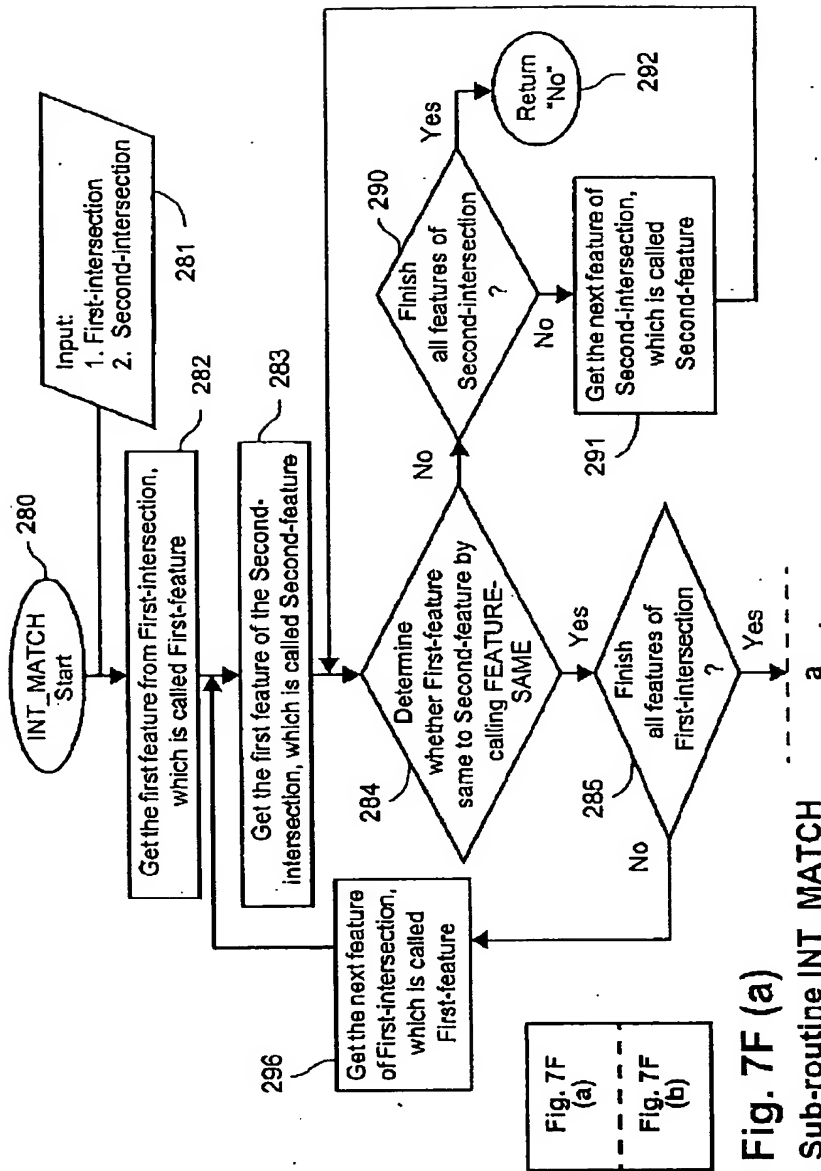 INT_MATCH
Start
280
Input:
1. First-intersection
2. Second-intersection
281
Get the first feature from First-intersection,
which is called First-feature
282
Get the first feature of the Second-
intersection, which is called Second-feature
283
Determine
whether First-feature
same to Second-feature by
calling FEATURE-
SAME
284
No
Yes
Finish
all features of
Second-intersection
?
290
Yes
Return
"No"
292
No
Get the next feature of
Second-intersection,
which is called
Second-feature
291
Finish
all features of
First-intersection
?
285
No
Yes
a
Get the next feature
of First-intersection,
which is called
First-feature
296
Fig. 7F
(a)
Fig. 7F
(b)
Fig. 7F (a)
Sub-routine INT_MATCH